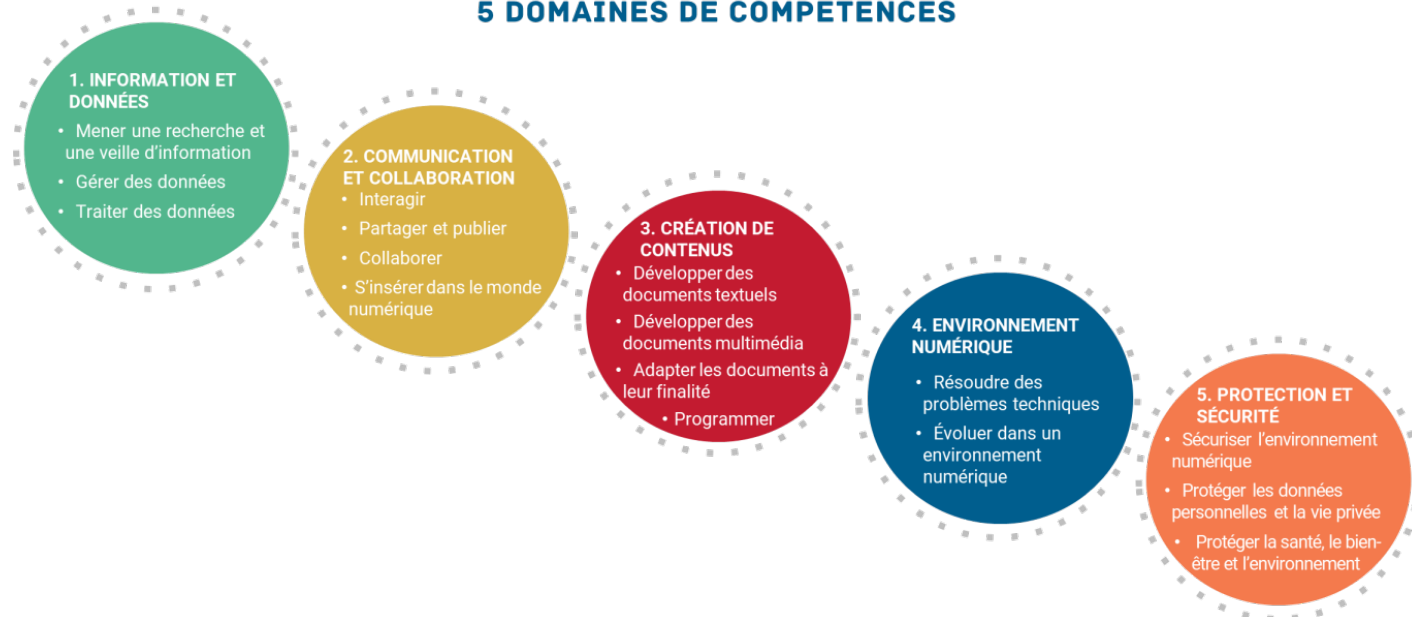 5 DOMAINES DE COMPÉTENCES
1. INFORMATION ET
DONNÉES
• Mener une recherche et
une veille d'information
• Gérer des données
• Traiter des données
2. COMMUNICATION
ET COLLABORATION
• Interagir
• Partager et publier
• Collaborer
• S'insérer dans le monde
numérique
3. CRÉATION DE
CONTENUS
• Développer des
documents textuels
• Développer des
documents multimédia
• Adapter les documents à
leur finalité
• Programmer
4. ENVIRONNEMENT
NUMÉRIQUE
• Résoudre des
problèmes techniques
• Évoluer dans un
environnement
numérique
5. PROTECTION ET
SÉCURITÉ
• Sécuriser l'environnement
numérique
• Protéger les données
personnelles et la vie privée
• Protéger la santé, le bien-
être et l'environnement